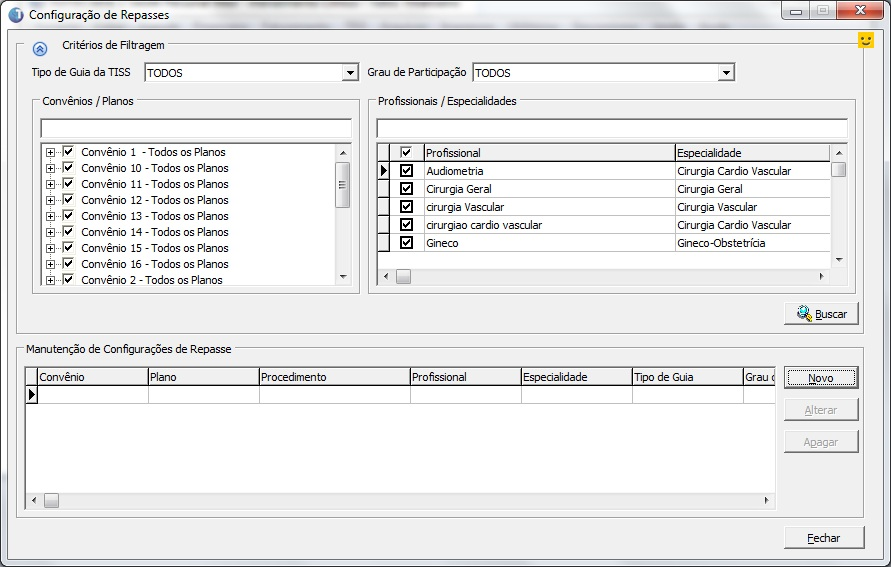 Configuração de Repasses
Critérios de Filtragem
Tipo de Guia da TISS TODOS Grau de Participação TODOS
Convênios / Planos
Convênio 1 - Todos os Planos
Convênio 10 - Todos os Planos
Convênio 11 - Todos os Planos
Convênio 12 - Todos os Planos
Convênio 13 - Todos os Planos
Convênio 14 - Todos os Planos
Convênio 15 - Todos os Planos
Convênio 16 - Todos os Planos
Convênio 2 - Todos os Planos
Profissionais / Especialidades
Profissional Especialidade
Audiometria Cirurgia Cardio Vascular
Cirurgia Geral Cirurgia Geral
cirurgia Vascular Cirurgia Vascular
cirurgiao cardio vascular Cirurgia Cardio Vascular
Gineco Gineco-Obstetrícia
Buscar
Manutenção de Configurações de Repasse
Convênio Plano Procedimento Profissional Especialidade Tipo de Guia Grau
Novo
Alterar
Apagar
Fechar